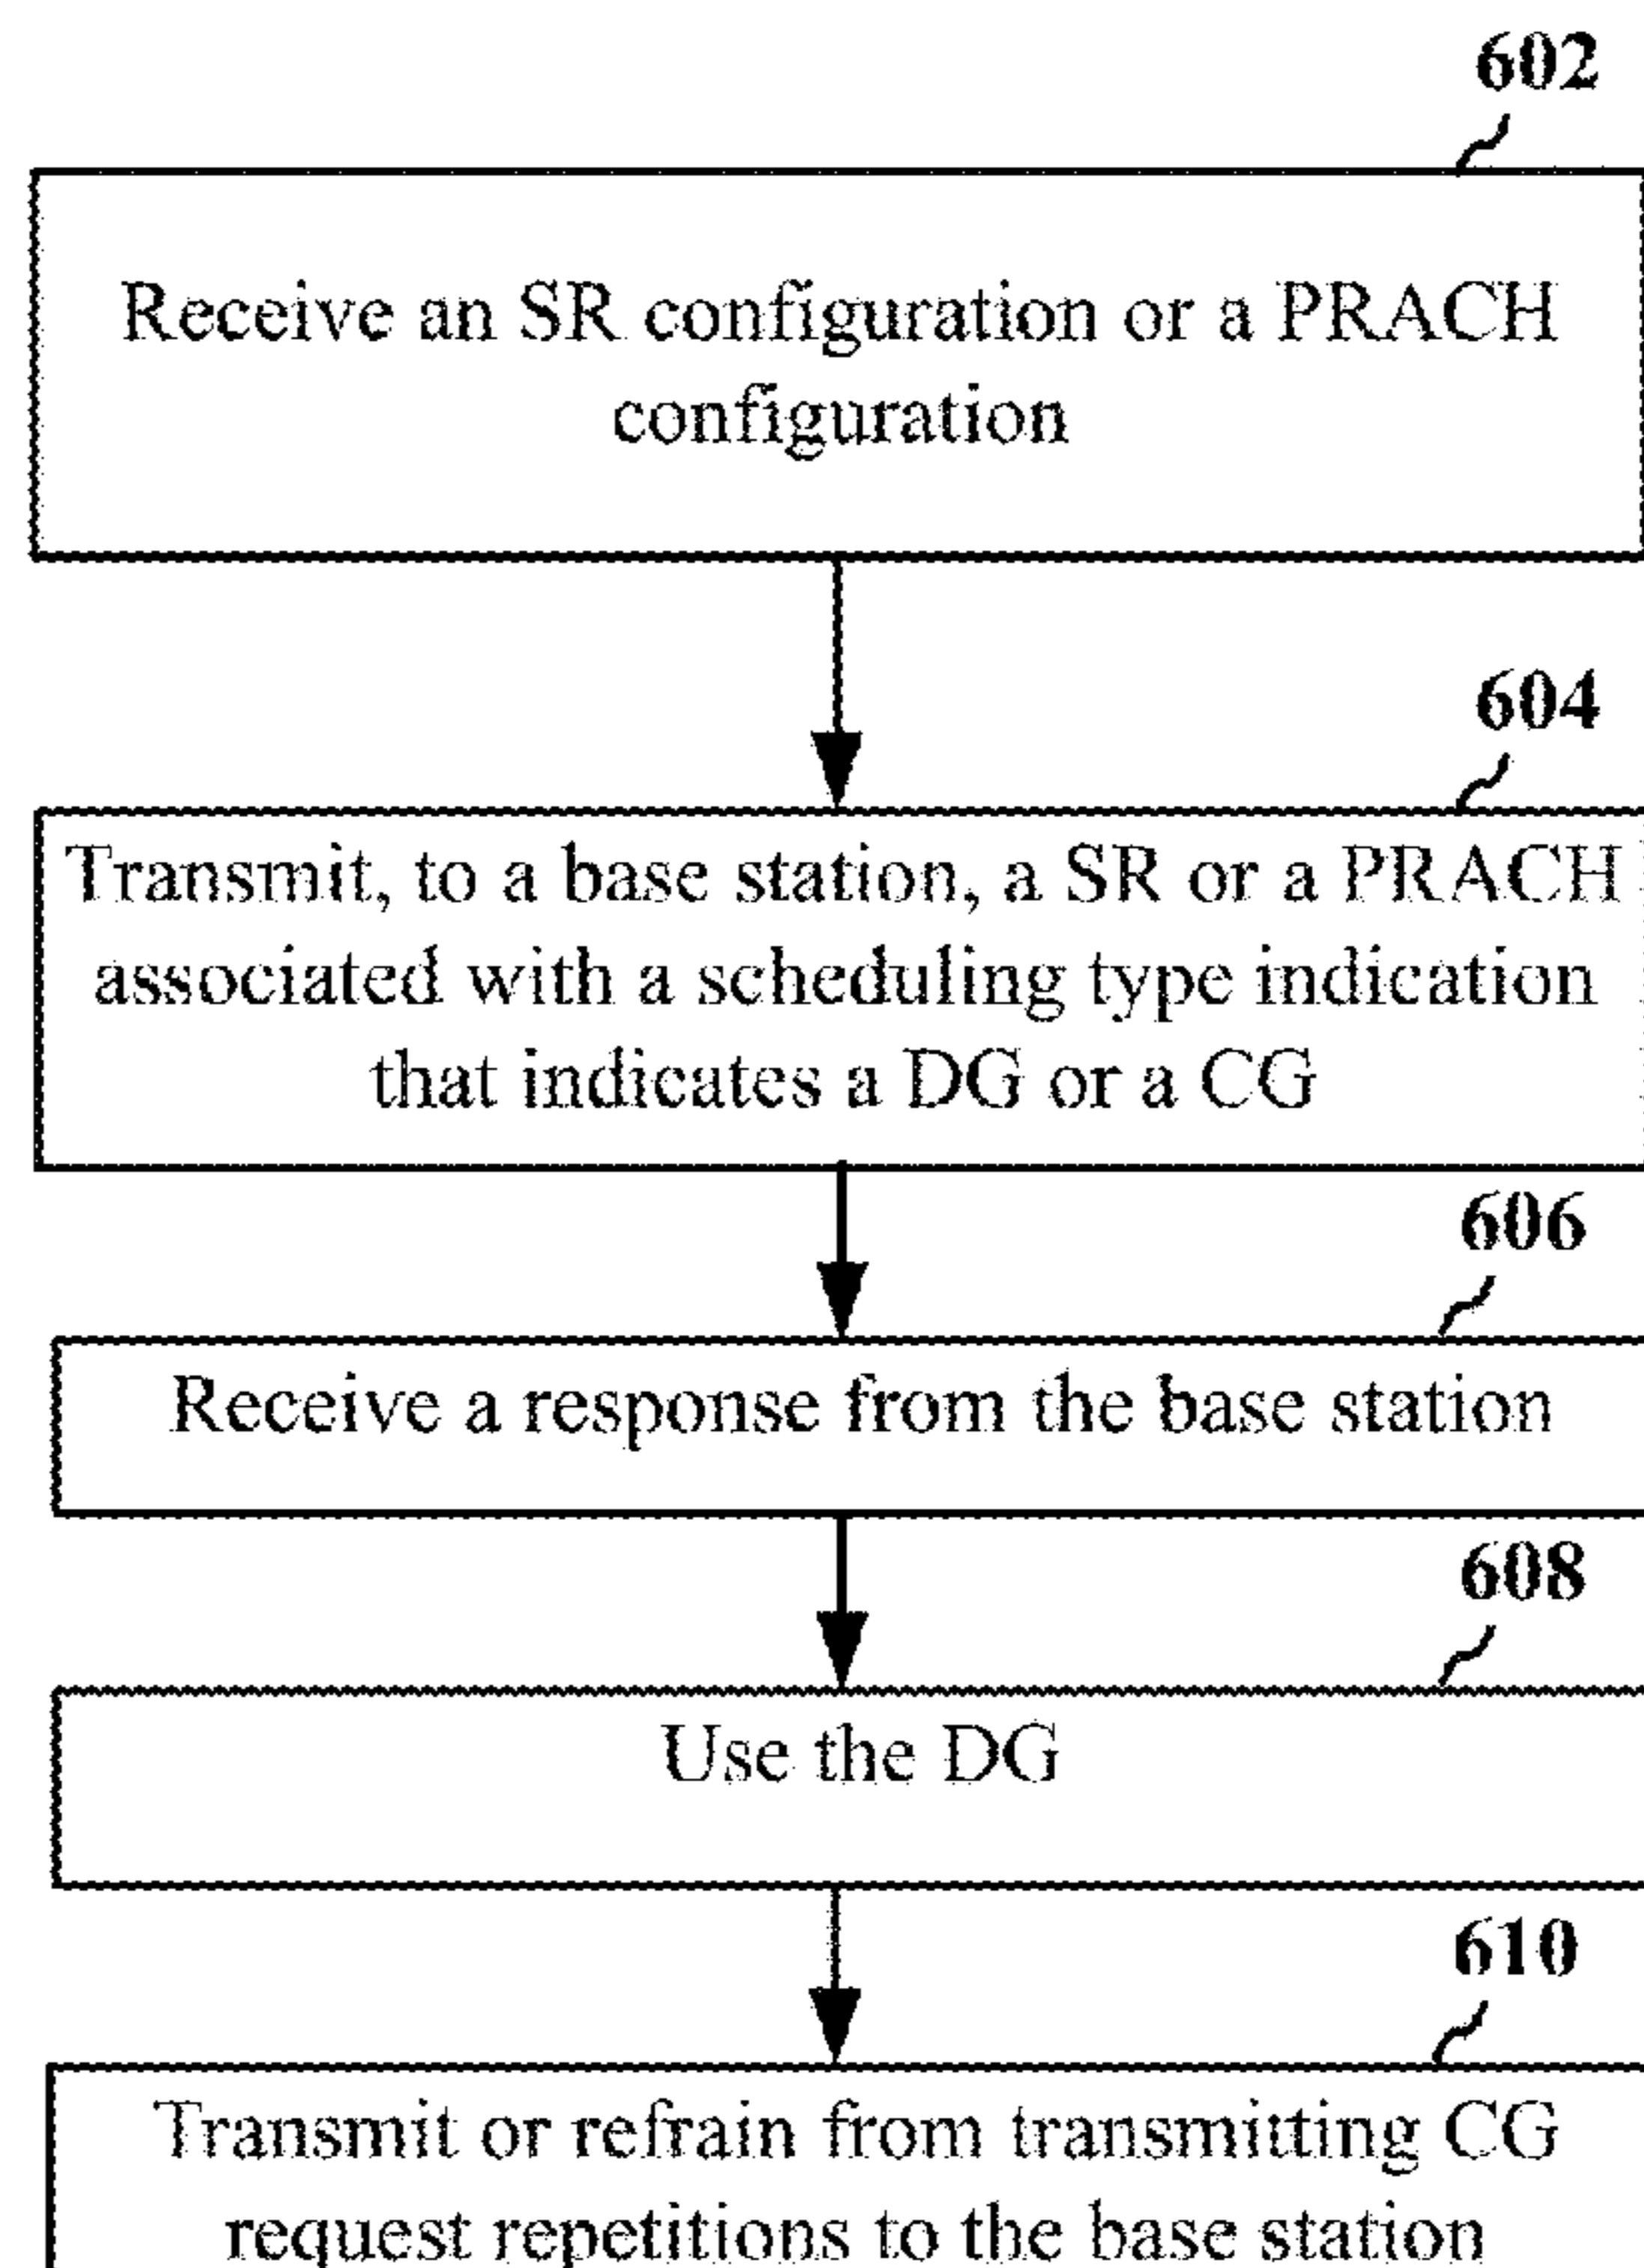 602
Receive an SR configuration or a PRACH
configuration
604
Transmit, to a base station, a SR or a PRACH
associated with a scheduling type indication
that indicates a DG or a CG
606
Receive a response from the base station
608
Use the DG
610
Transmit or refrain from transmitting CG
request repetitions to the base station